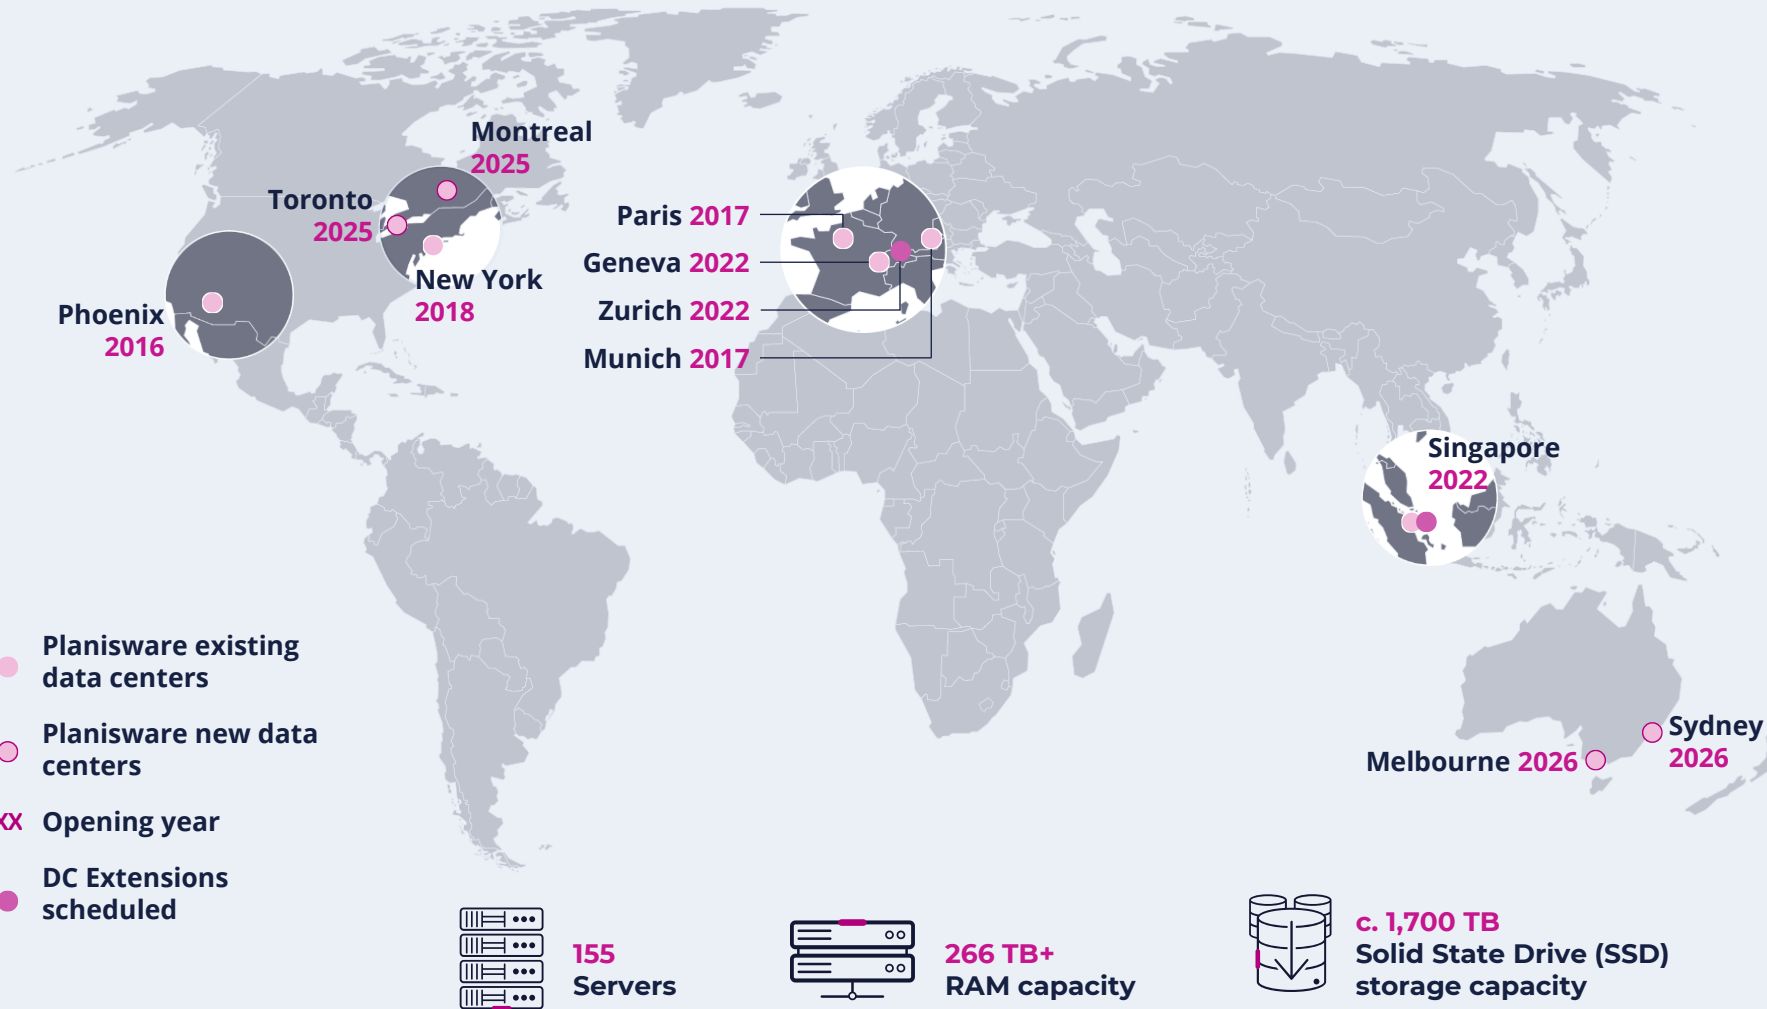 Montreal
2025
Toronto
2025
New York
2018
Phoenix
2016
Paris 2017
Geneva 2022
Zurich 2022
Munich 2017
Singapore
2022
Sydney
2026
Melbourne 2026
Planisware existing
data centers
Planisware new data
centers
XX Opening year
DC Extensions
scheduled
155
Servers
266 TB+
RAM capacity
c. 1,700 TB
Solid State Drive (SSD)
storage capacity